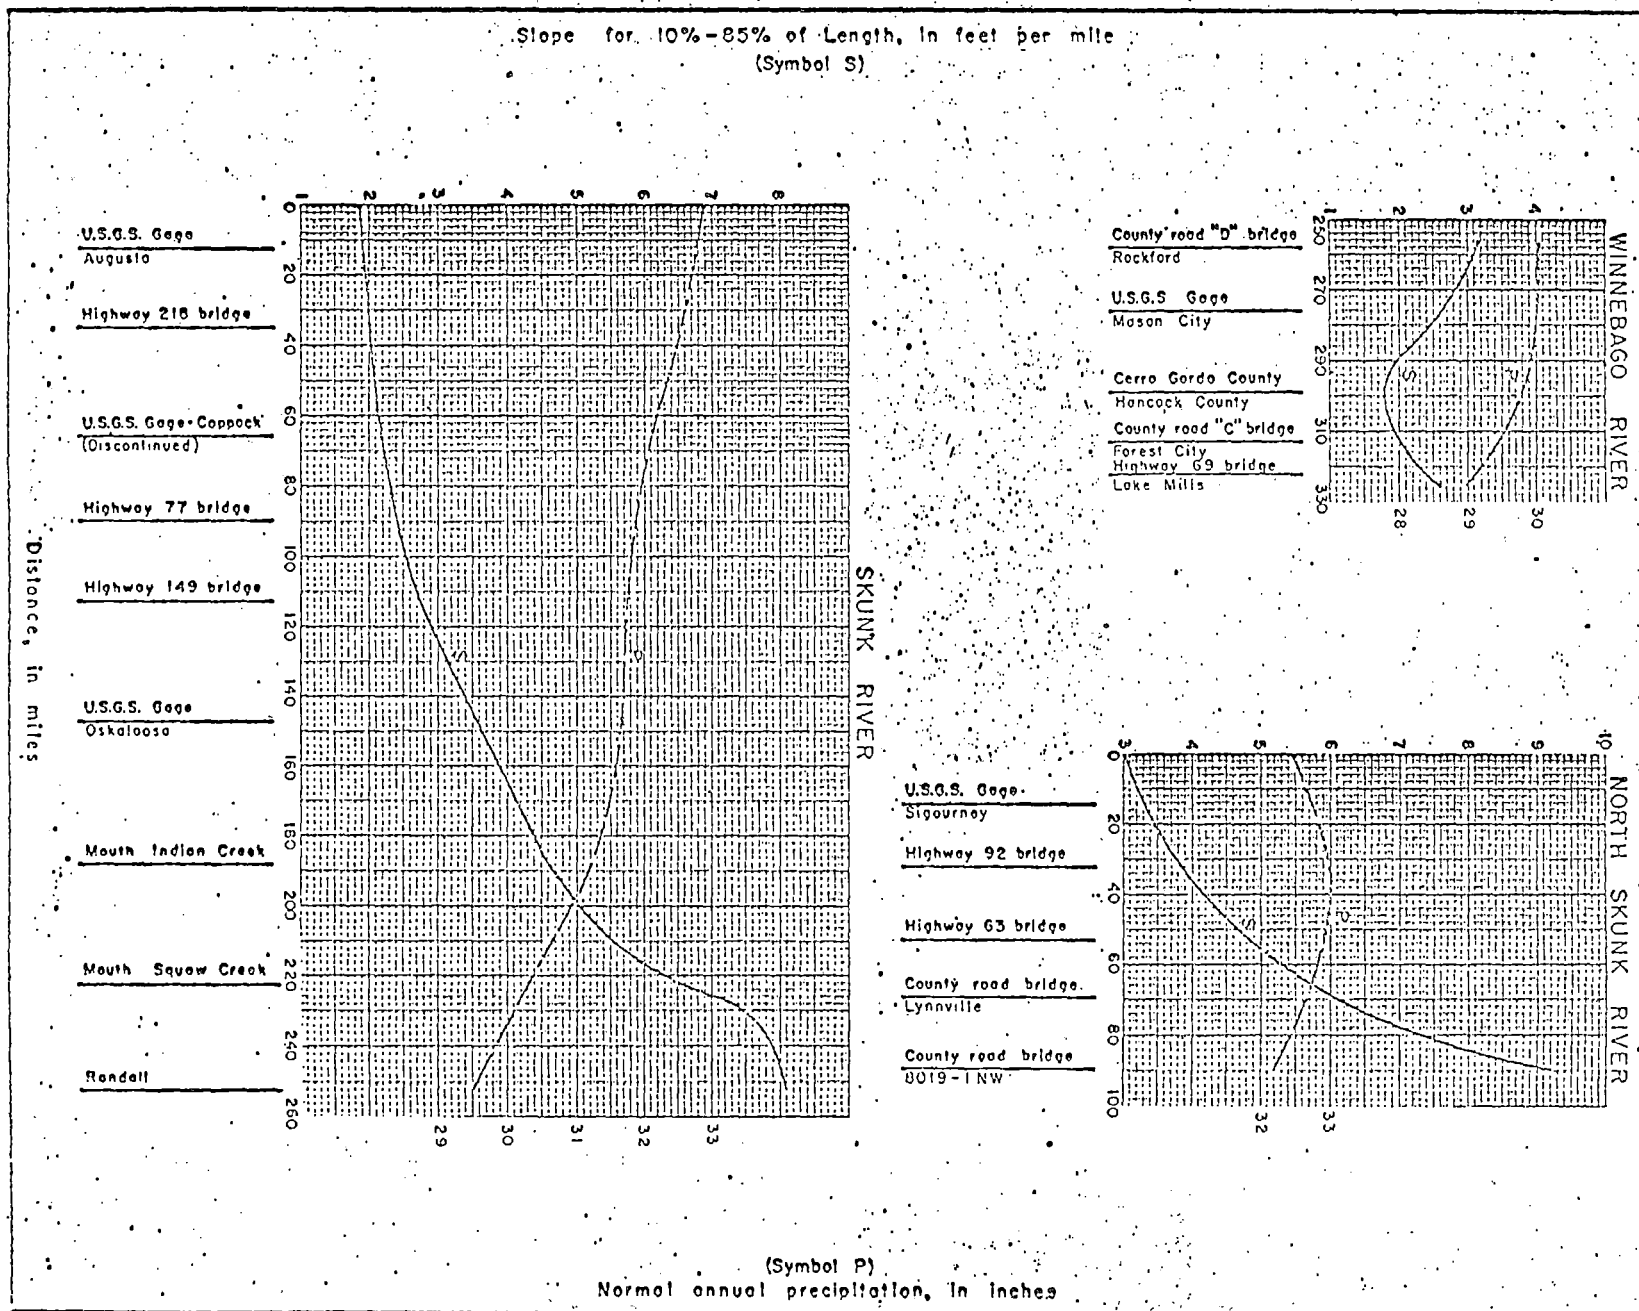 Slope for 10%-85% of Length, in feet per mile
(Symbol S)
Distance, in miles
U.S.G.S. Gage
Augusta
Highway 218 bridge
U.S.G.S. Gage-Coppock
(Discontinued)
Highway 77 bridge
Highway 149 bridge
U.S.G.S. Gage
Oskaloosa
Mouth Indian Creek
Mouth Squaw Creek
Randall
1 2 3 4 5 6 7 8
0 20 40 60 80 100 120 140 160 180 200 220 240 260
S P
29 30 31 32 33
SKUNK RIVER
County road "D" bridge
Rockford
U.S.G.S Gage
Mason City
Cerro Gordo County
Hancock County
County road "C" bridge
Forest City
Highway 69 bridge
Lake Mills
1 2 3 4
250 270 290 310 330
S P
28 29 30
WINNEBAGO RIVER
U.S.G.S. Gage
Sigourney
Highway 92 bridge
Highway 63 bridge
County road bridge
Lynnville
County road bridge
8019-1NW
3 4 5 6 7 8 9 10
0 20 40 60 80 100
S P
32 33
NORTH SKUNK RIVER
(Symbol P)
Normal annual precipitation, in inches